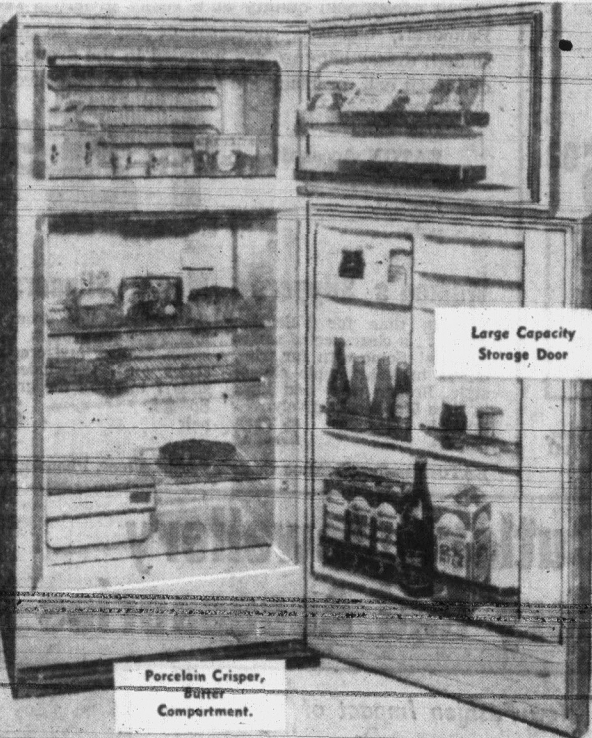 Large Capacity
Storage Door
Porcelain Crisper,
Butter
Compartment.